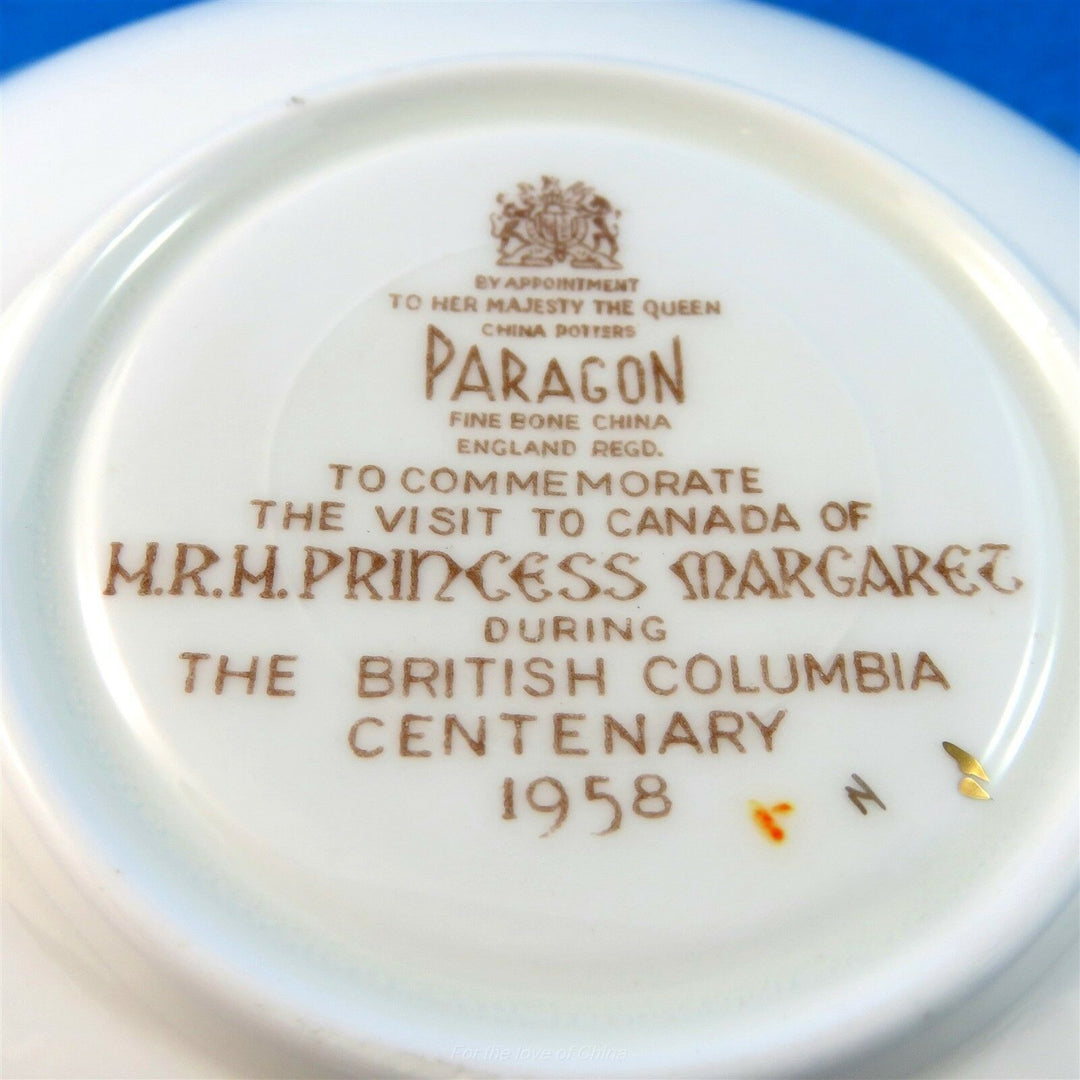 BY APPOINTMENT
TO HER MAJESTY THE QUEEN
CHINA POTTERS
PARAGON
FINE BONE CHINA
ENGLAND REGD.
TO COMMEMORATE
THE VISIT TO CANADA OF
H.R.H. PRINCESS MARGARET
DURING
THE BRITISH COLUMBIA
CENTENARY
1958
N
For the love of China